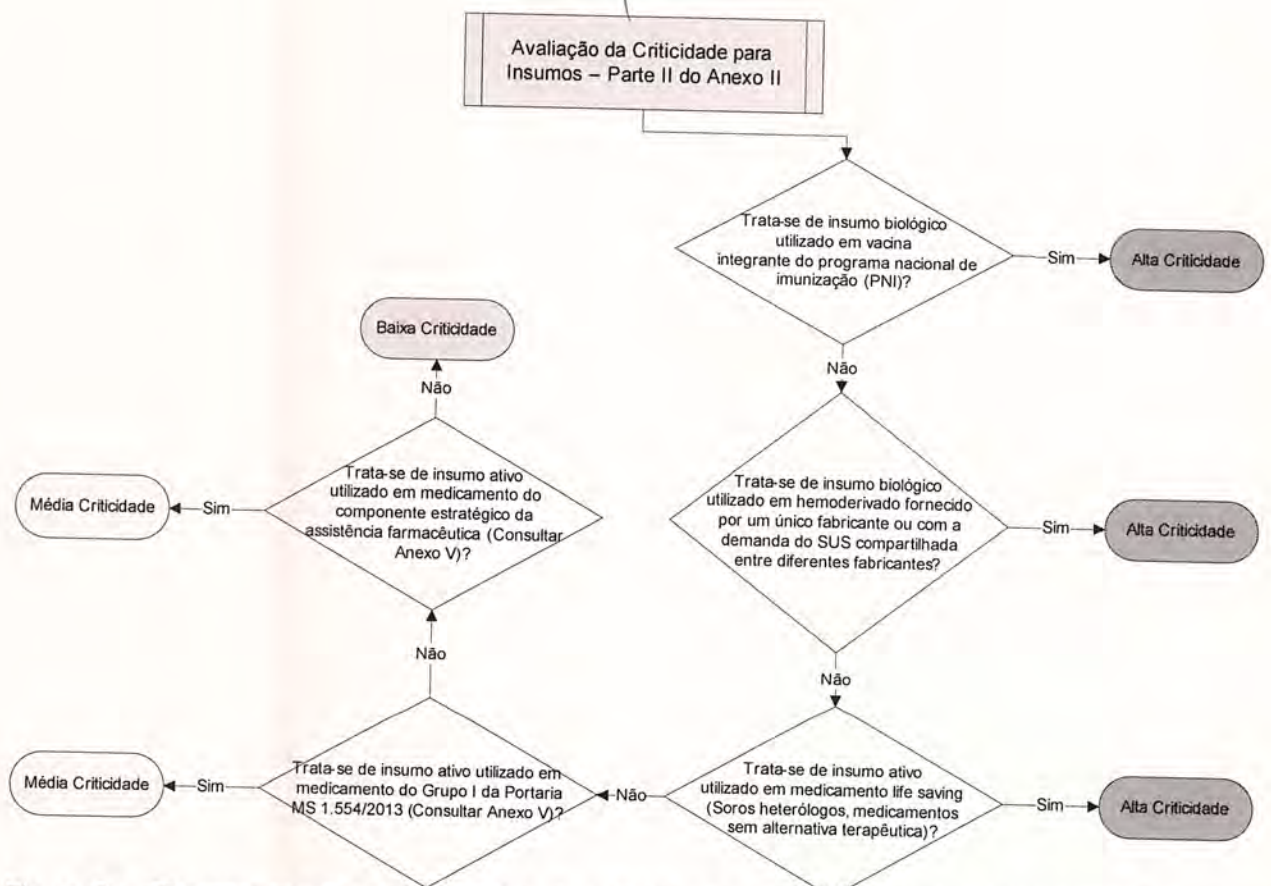 Avaliação da Criticidade para
Insumos – Parte II do Anexo II
Trata-se de insumo biológico
utilizado em vacina
integrante do programa nacional de
imunização (PNI)?
Sim
Alta Criticidade
Não
Trata-se de insumo biológico
utilizado em hemoderivado fornecido
por um único fabricante ou com a
demanda do SUS compartilhada
entre diferentes fabricantes?
Sim
Alta Criticidade
Não
Trata-se de insumo ativo
utilizado em medicamento life saving
(Soros heterólogos, medicamentos
sem alternativa terapêutica)?
Sim
Alta Criticidade
Não
Trata-se de insumo ativo utilizado em
medicamento do Grupo I da Portaria
MS 1.554/2013 (Consultar Anexo V)?
Sim
Média Criticidade
Não
Trata-se de insumo ativo
utilizado em medicamento do
componente estratégico da
assistência farmacêutica (Consultar
Anexo V)?
Sim
Média Criticidade
Não
Baixa Criticidade